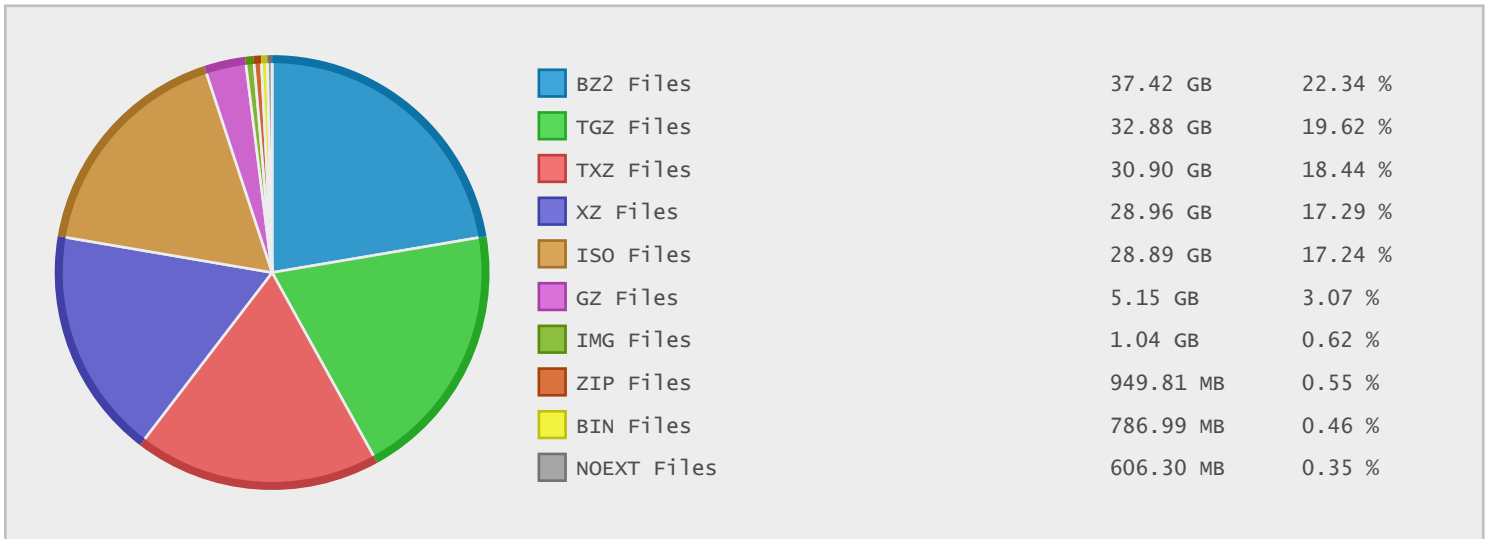 BZ2 Files 37.42 GB 22.34 %
TGZ Files 32.88 GB 19.62 %
TXZ Files 30.90 GB 18.44 %
XZ Files 28.96 GB 17.29 %
ISO Files 28.89 GB 17.24 %
GZ Files 5.15 GB 3.07 %
IMG Files 1.04 GB 0.62 %
ZIP Files 949.81 MB 0.55 %
BIN Files 786.99 MB 0.46 %
NOEXT Files 606.30 MB 0.35 %